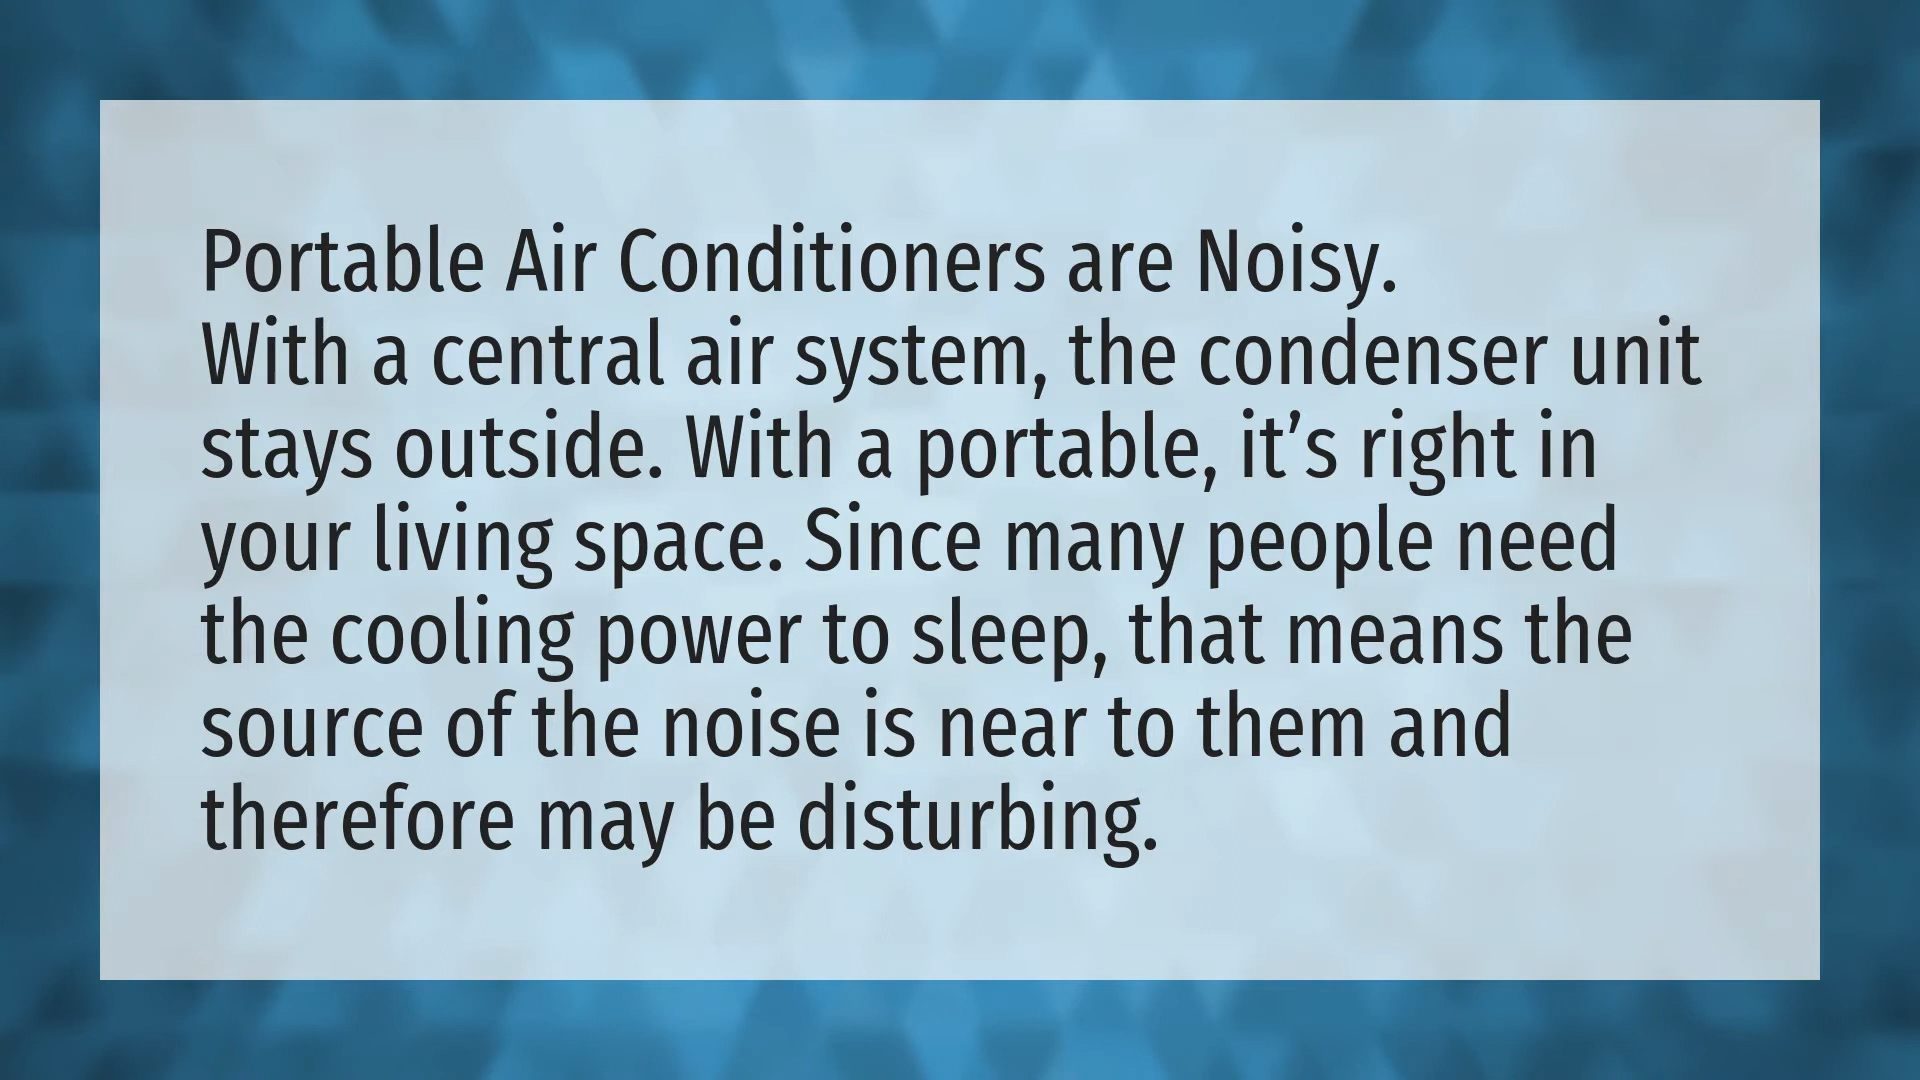 Portable Air Conditioners are Noisy.
With a central air system, the condenser unit
stays outside. With a portable, it’s right in
your living space. Since many people need
the cooling power to sleep, that means the
source of the noise is near to them and
therefore may be disturbing.